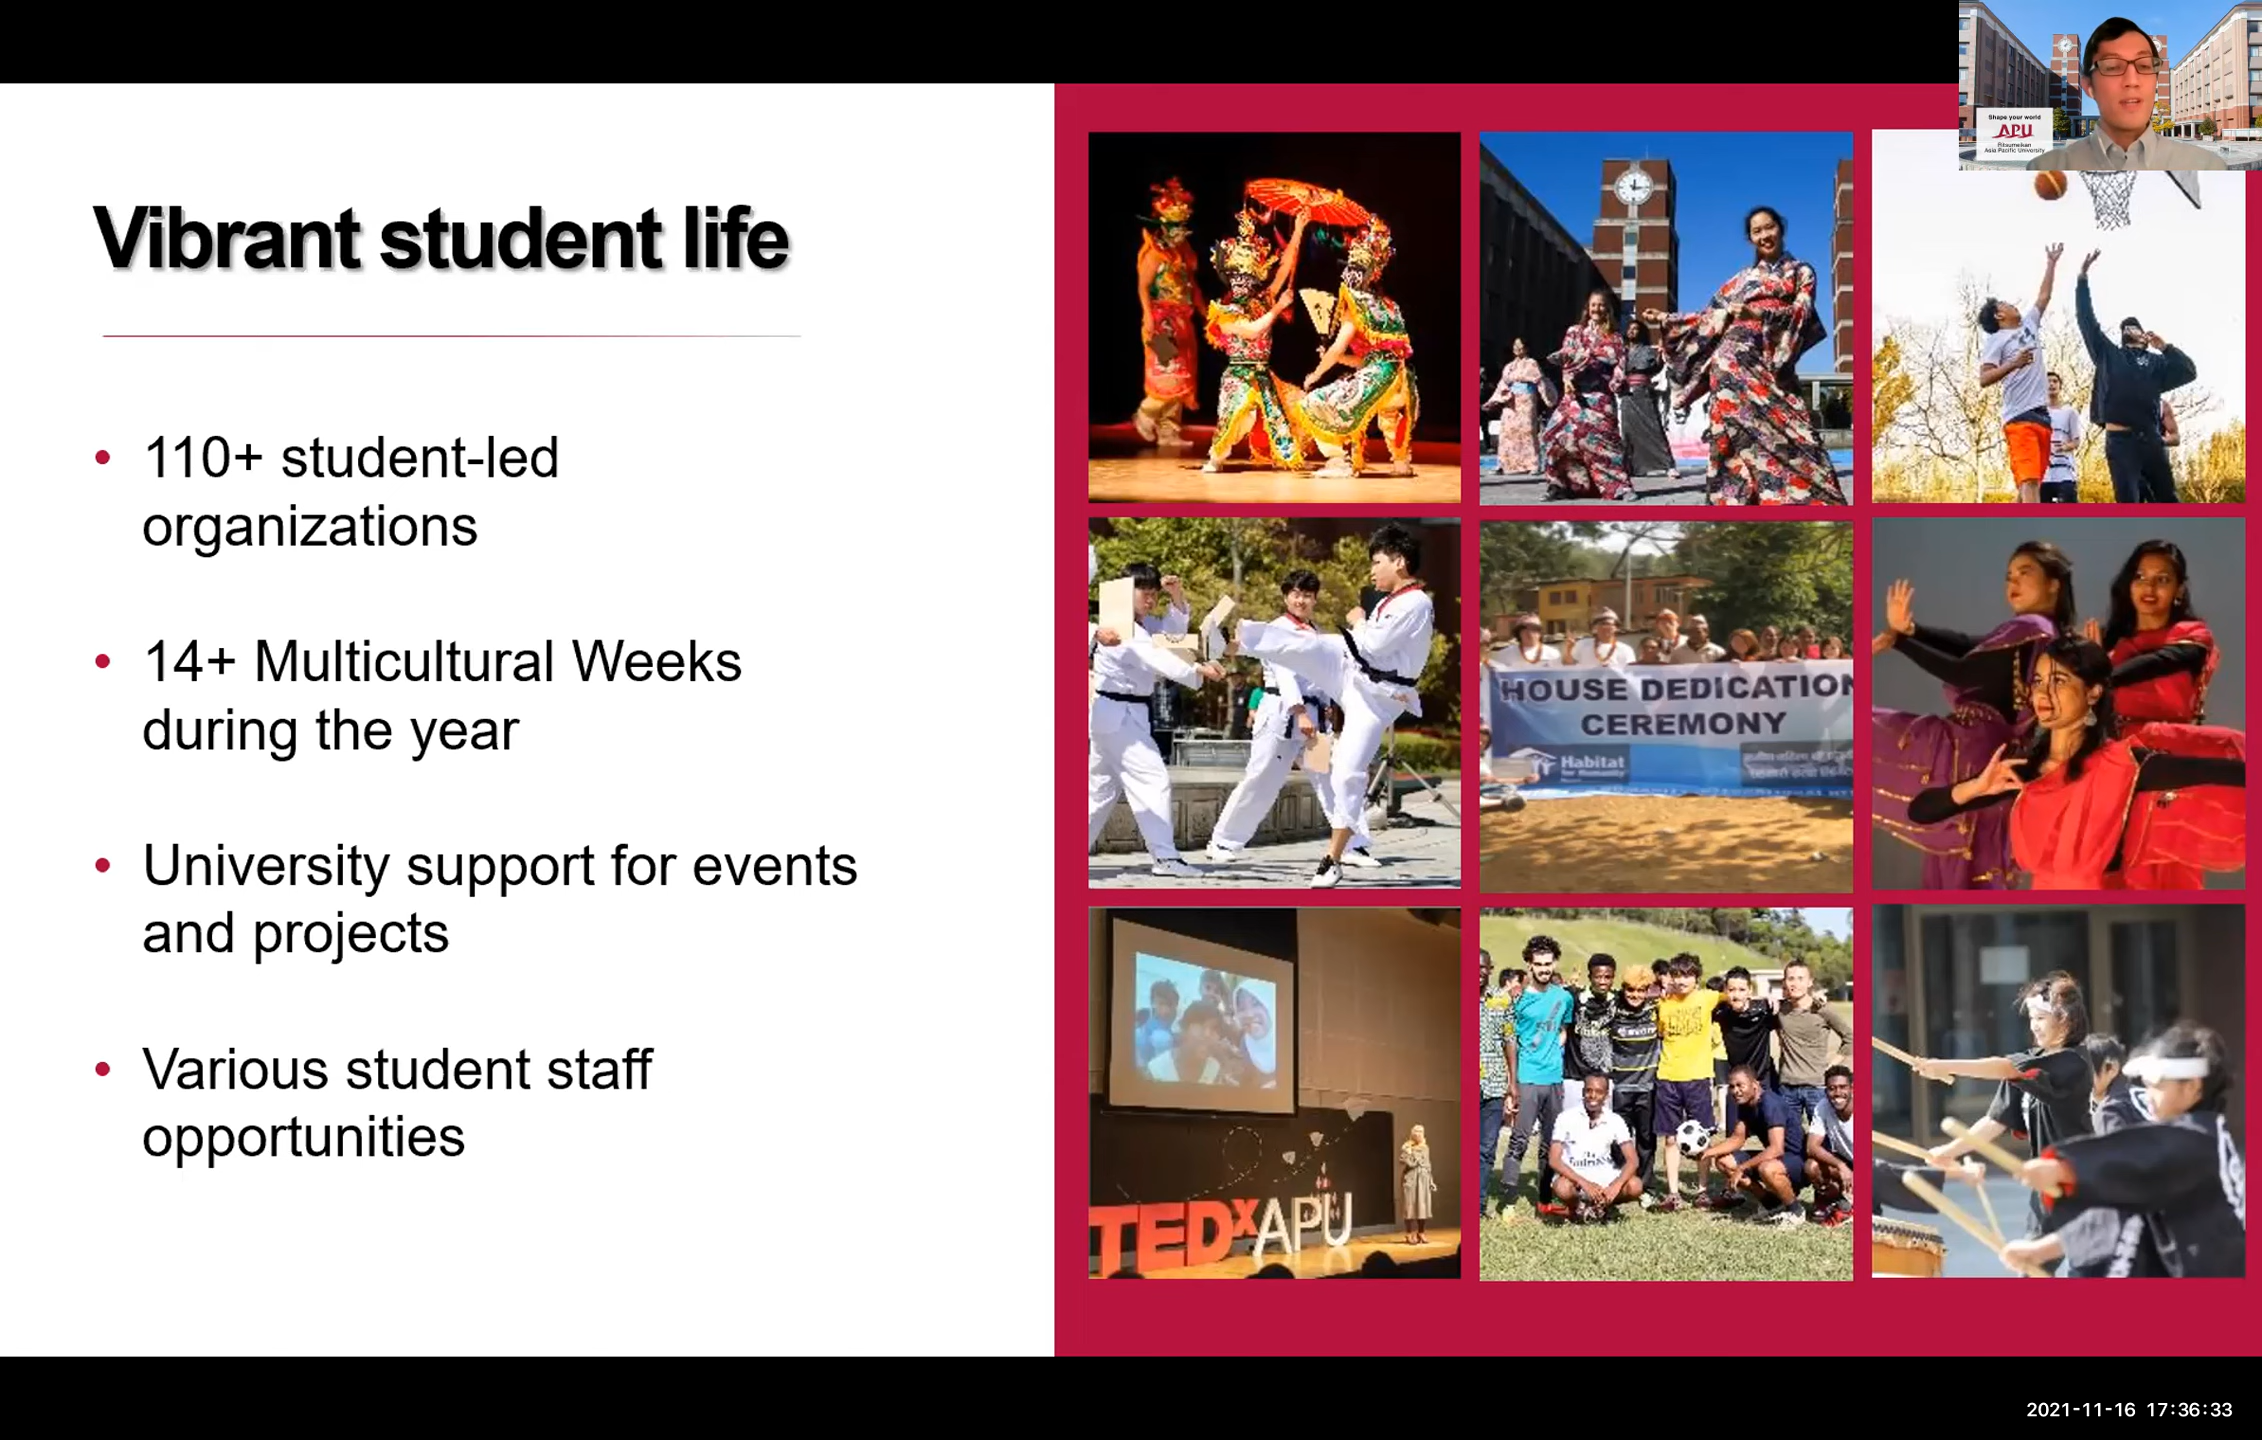 Vibrant student life
• 110+ student-led
organizations
• 14+ Multicultural Weeks
during the year
• University support for events
and projects
• Various student staff
opportunities
Shape your world
APU
Ritsumeikan
Asia Pacific University
HOUSE DEDICATION
CEREMONY
Habitat
for Humanity
TEDxAPU
2021-11-16 17:36:33